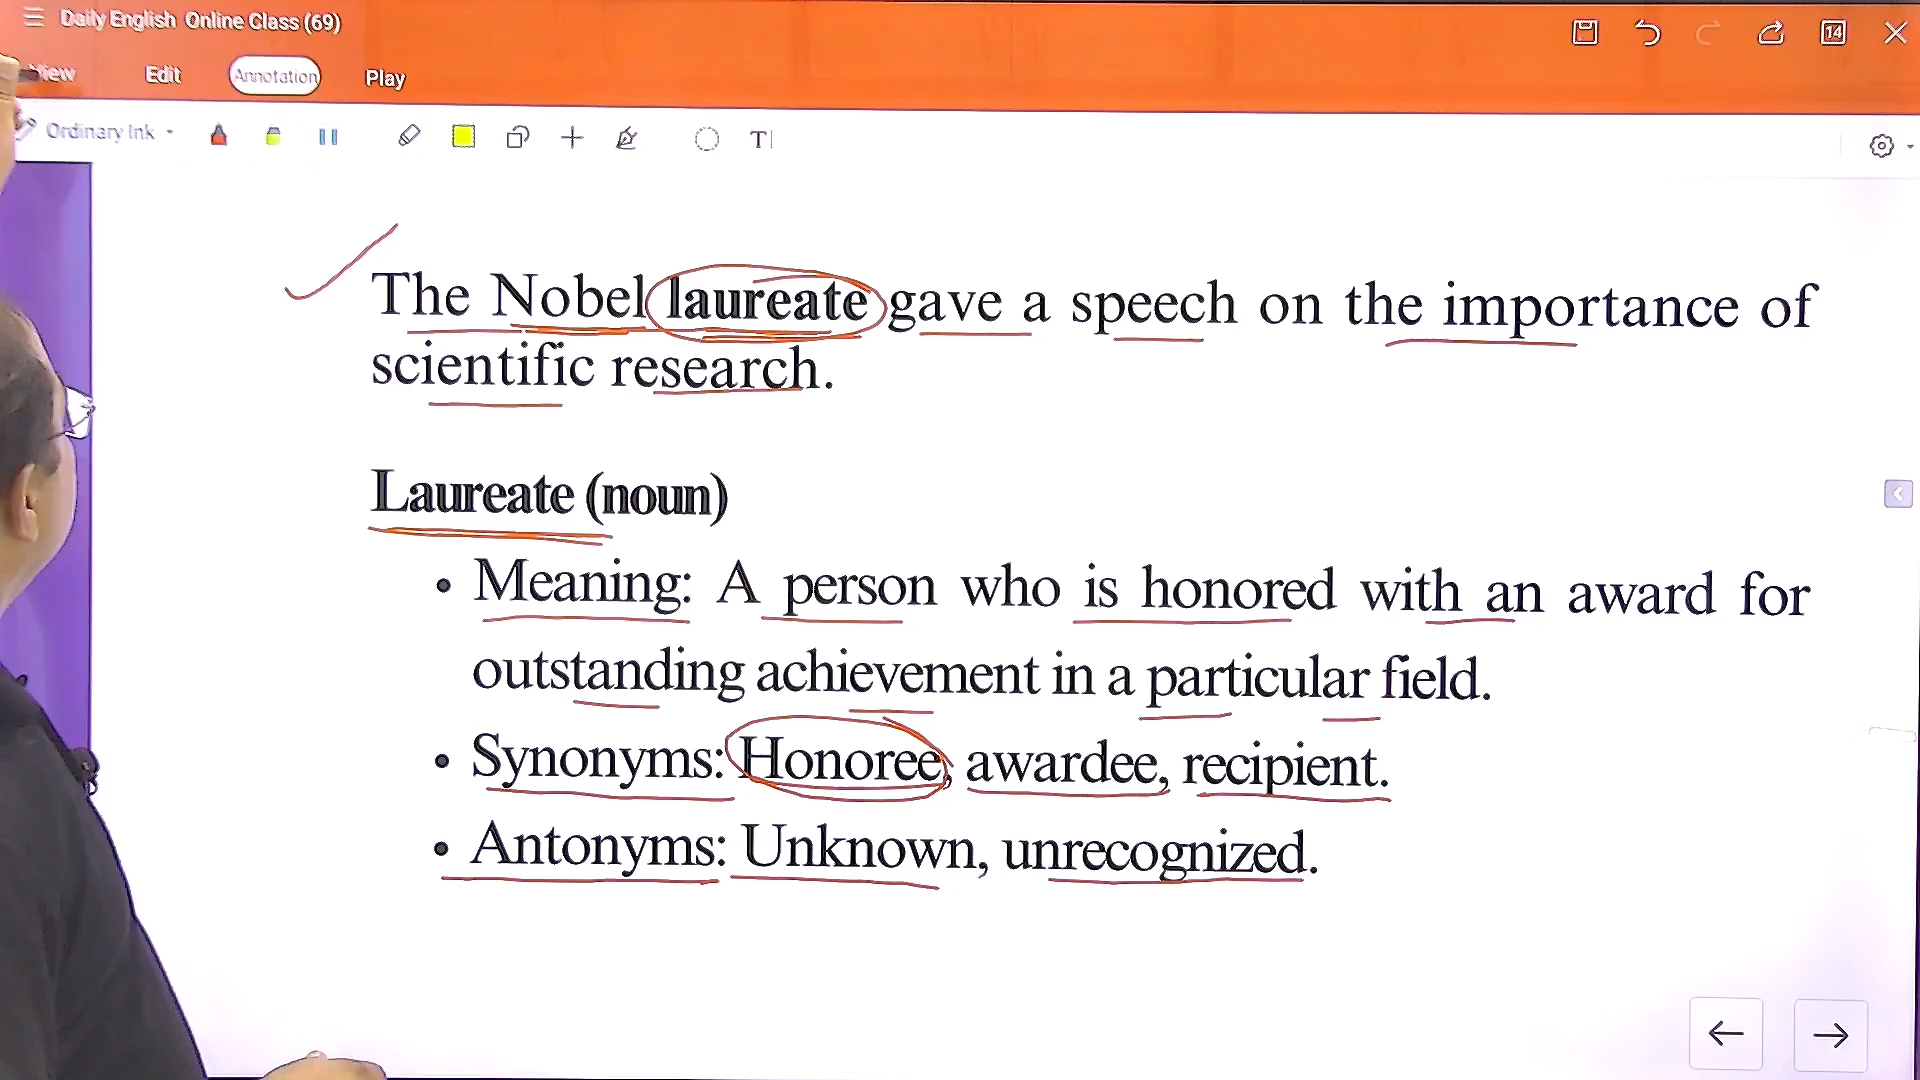 Daily English Online Class (69)
14
View Edit Annotation Play
Ordinary Ink
T
The Nobel laureate gave a speech on the importance of
scientific research.
Laureate (noun)
• Meaning: A person who is honored with an award for
outstanding achievement in a particular field.
• Synonyms: Honoree, awardee, recipient.
• Antonyms: Unknown, unrecognized.